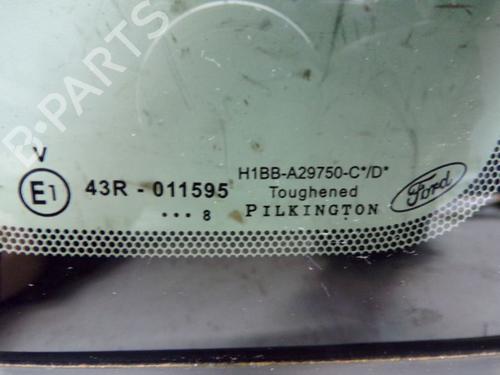 B-PARTS
V
E1 43R - 011595
... 8
H1BB-A29750-C*/D*
Toughened
PILKINGTON
Ford